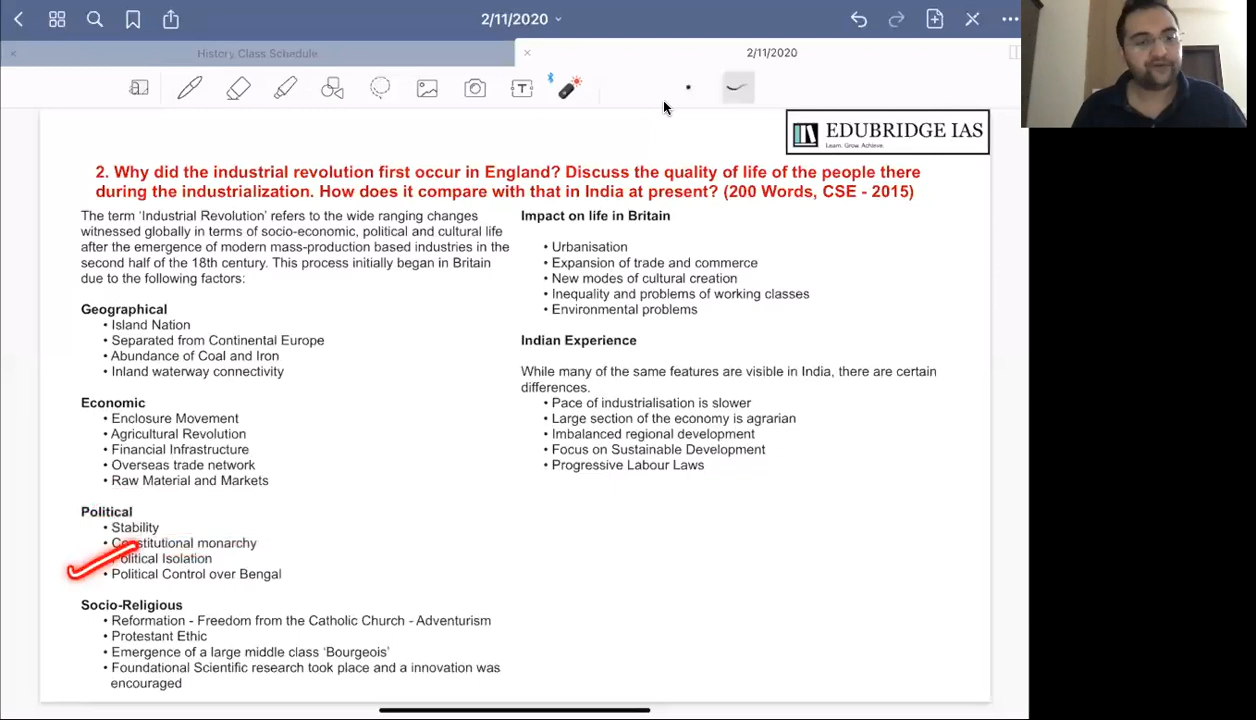 2/11/2020
History Class Schedule
2/11/2020
EDUBRIDGE IAS
Learn. Grow. Achieve.
2. Why did the industrial revolution first occur in England? Discuss the quality of life of the people there
during the industrialization. How does it compare with that in India at present? (200 Words, CSE - 2015)
The term ‘Industrial Revolution’ refers to the wide ranging changes
witnessed globally in terms of socio-economic, political and cultural life
after the emergence of modern mass-production based industries in the
second half of the 18th century. This process initially began in Britain
due to the following factors:
Geographical
• Island Nation
• Separated from Continental Europe
• Abundance of Coal and Iron
• Inland waterway connectivity
Economic
• Enclosure Movement
• Agricultural Revolution
• Financial Infrastructure
• Overseas trade network
• Raw Material and Markets
Political
• Stability
• Constitutional monarchy
Political Isolation
• Political Control over Bengal
Socio-Religious
• Reformation - Freedom from the Catholic Church - Adventurism
• Protestant Ethic
• Emergence of a large middle class ‘Bourgeois’
• Foundational Scientific research took place and a innovation was
encouraged
Impact on life in Britain
• Urbanisation
• Expansion of trade and commerce
• New modes of cultural creation
• Inequality and problems of working classes
• Environmental problems
Indian Experience
While many of the same features are visible in India, there are certain
differences.
• Pace of industrialisation is slower
• Large section of the economy is agrarian
• Imbalanced regional development
• Focus on Sustainable Development
• Progressive Labour Laws